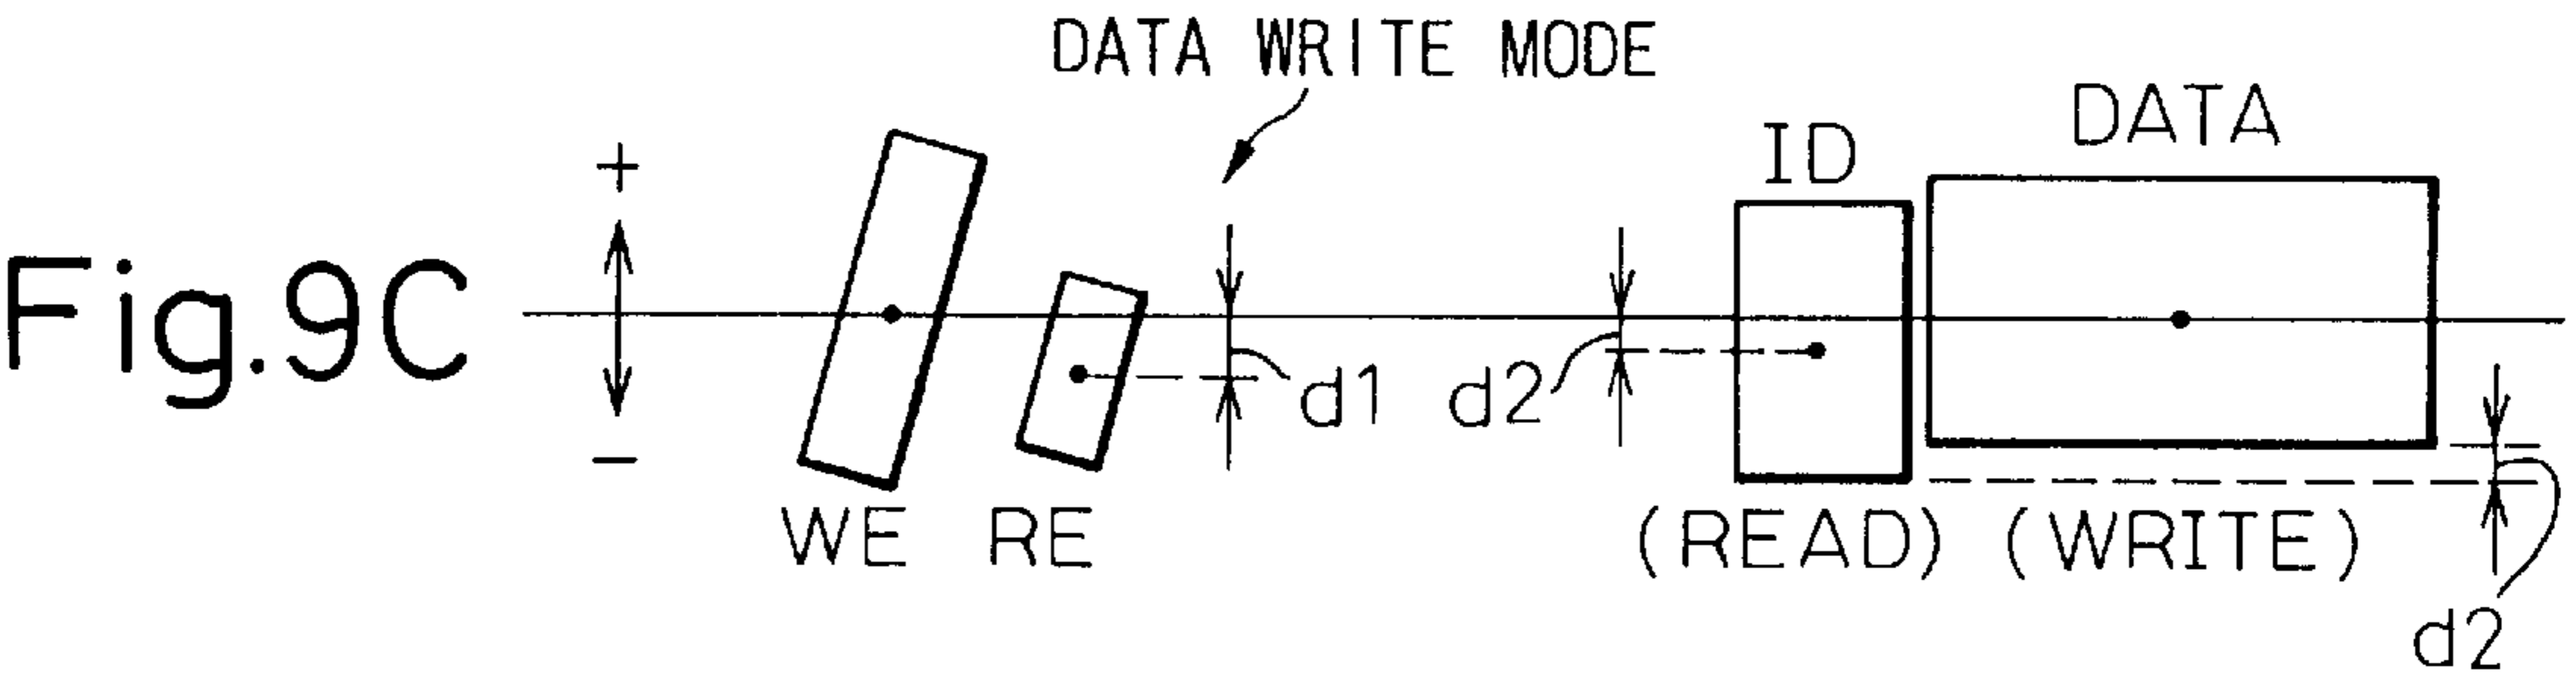 DATA WRITE MODE
DATA
ID
+
Fig.9C
d1
d2
−
WE
RE
(READ)
(WRITE)
d2